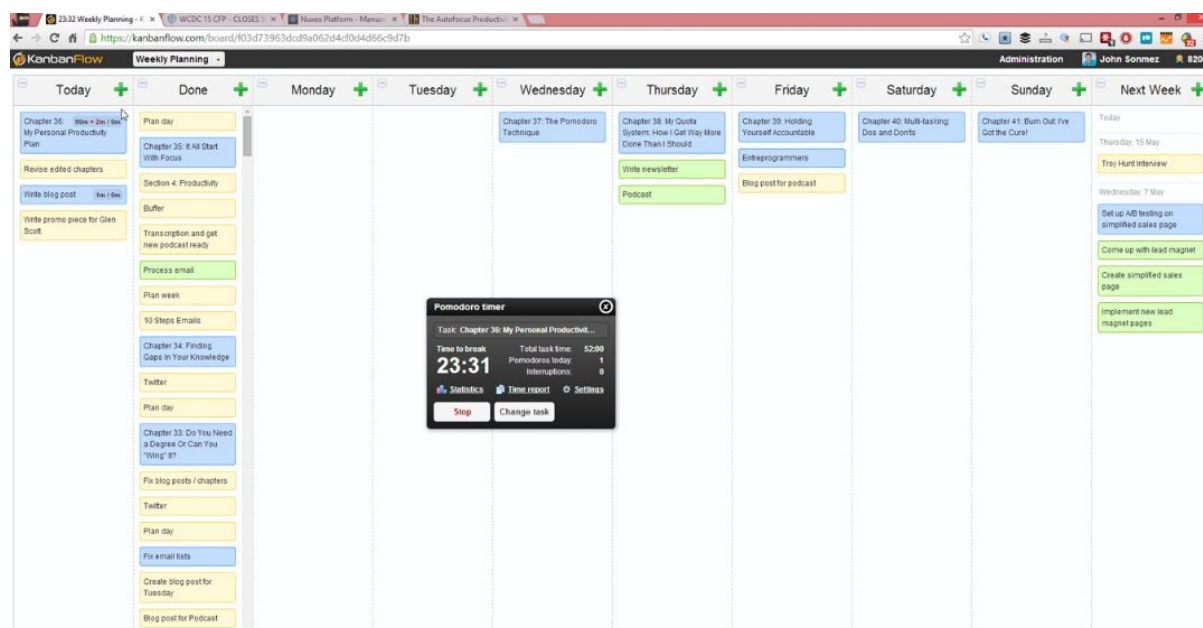 23:32 Weekly Planning - K
WCDC 15 CFP - CLOSES S
Nuxeo Platform - Manage
The Autofocus Productiv
https://kanbanflow.com/board/f03d73963dcd9a062d4cf0d4d66c9d7b
KanbanFlow
Weekly Planning
Administration
John Sonmez
820
Today
Done
Monday
Tuesday
Wednesday
Thursday
Friday
Saturday
Sunday
Next Week
Chapter 36: 50m + 2m / 0m
My Personal Productivity
Plan
Revise edited chapters
Write blog post 1m / 0m
Write promo piece for Glen
Scott
Plan day
Chapter 35: It All Start
With Focus
Section 4: Productivity
Buffer
Transcription and get
new podcast ready
Process email
Plan week
10 Steps Emails
Chapter 34: Finding
Gaps In Your Knowledge
Twitter
Plan day
Chapter 33: Do You Need
a Degree Or Can You
"Wing" It?
Fix blog posts / chapters
Twitter
Plan day
Fix email lists
Create blog post for
Tuesday
Blog post for Podcast
Chapter 37: The Pomodoro
Technique
Chapter 38: My Quota
System: How I Get Way More
Done Than I Should
Write newsletter
Podcast
Chapter 39: Holding
Yourself Accountable
Entreprogrammers
Blog post for podcast
Chapter 40: Multi-tasking
Dos and Don'ts
Chapter 41: Burn Out: I've
Got the Cure!
Today
Thursday, 15 May
Troy Hunt Interview
Wednesday, 7 May
Set up A/B testing on
simplified sales page
Come up with lead magnet
Create simplified sales
page
Implement new lead
magnet pages
Pomodoro timer
Task: Chapter 36: My Personal Productivit...
Time to break
23:31
Total task time: 52:00
Pomodoros today: 1
Interruptions: 0
Statistics
Time report
Settings
Stop
Change task